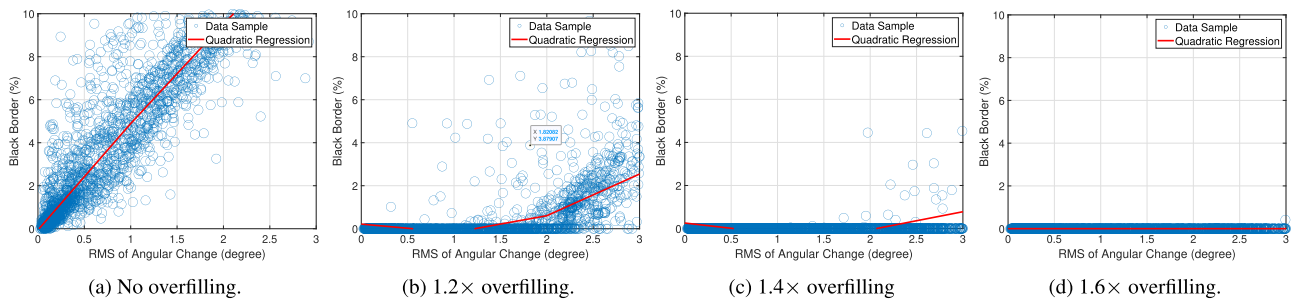 10
8
6
4
2
0
Black Border (%)
Data Sample
Quadratic Regression
0 0.5 1 1.5 2 2.5 3
RMS of Angular Change (degree)
(a) No overfilling.
10
8
6
4
2
0
Black Border (%)
Data Sample
Quadratic Regression
X 1.82082
Y 3.87907
0 0.5 1 1.5 2 2.5 3
RMS of Angular Change (degree)
(b) 1.2× overfilling.
10
8
6
4
2
0
Black Border (%)
Data Sample
Quadratic Regression
0 0.5 1 1.5 2 2.5 3
RMS of Angular Change (degree)
(c) 1.4× overfilling
10
8
6
4
2
0
Black Border (%)
Data Sample
Quadratic Regression
0 0.5 1 1.5 2 2.5 3
RMS of Angular Change (degree)
(d) 1.6× overfilling.